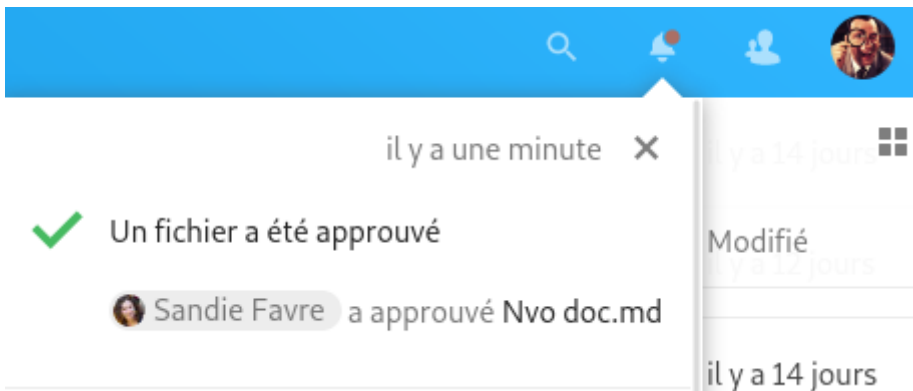 il y a une minute
il y a 14 jours
Un fichier a été approuvé
Modifié
il y a 12 jours
Sandie Favre a approuvé Nvo doc.md
il y a 14 jours